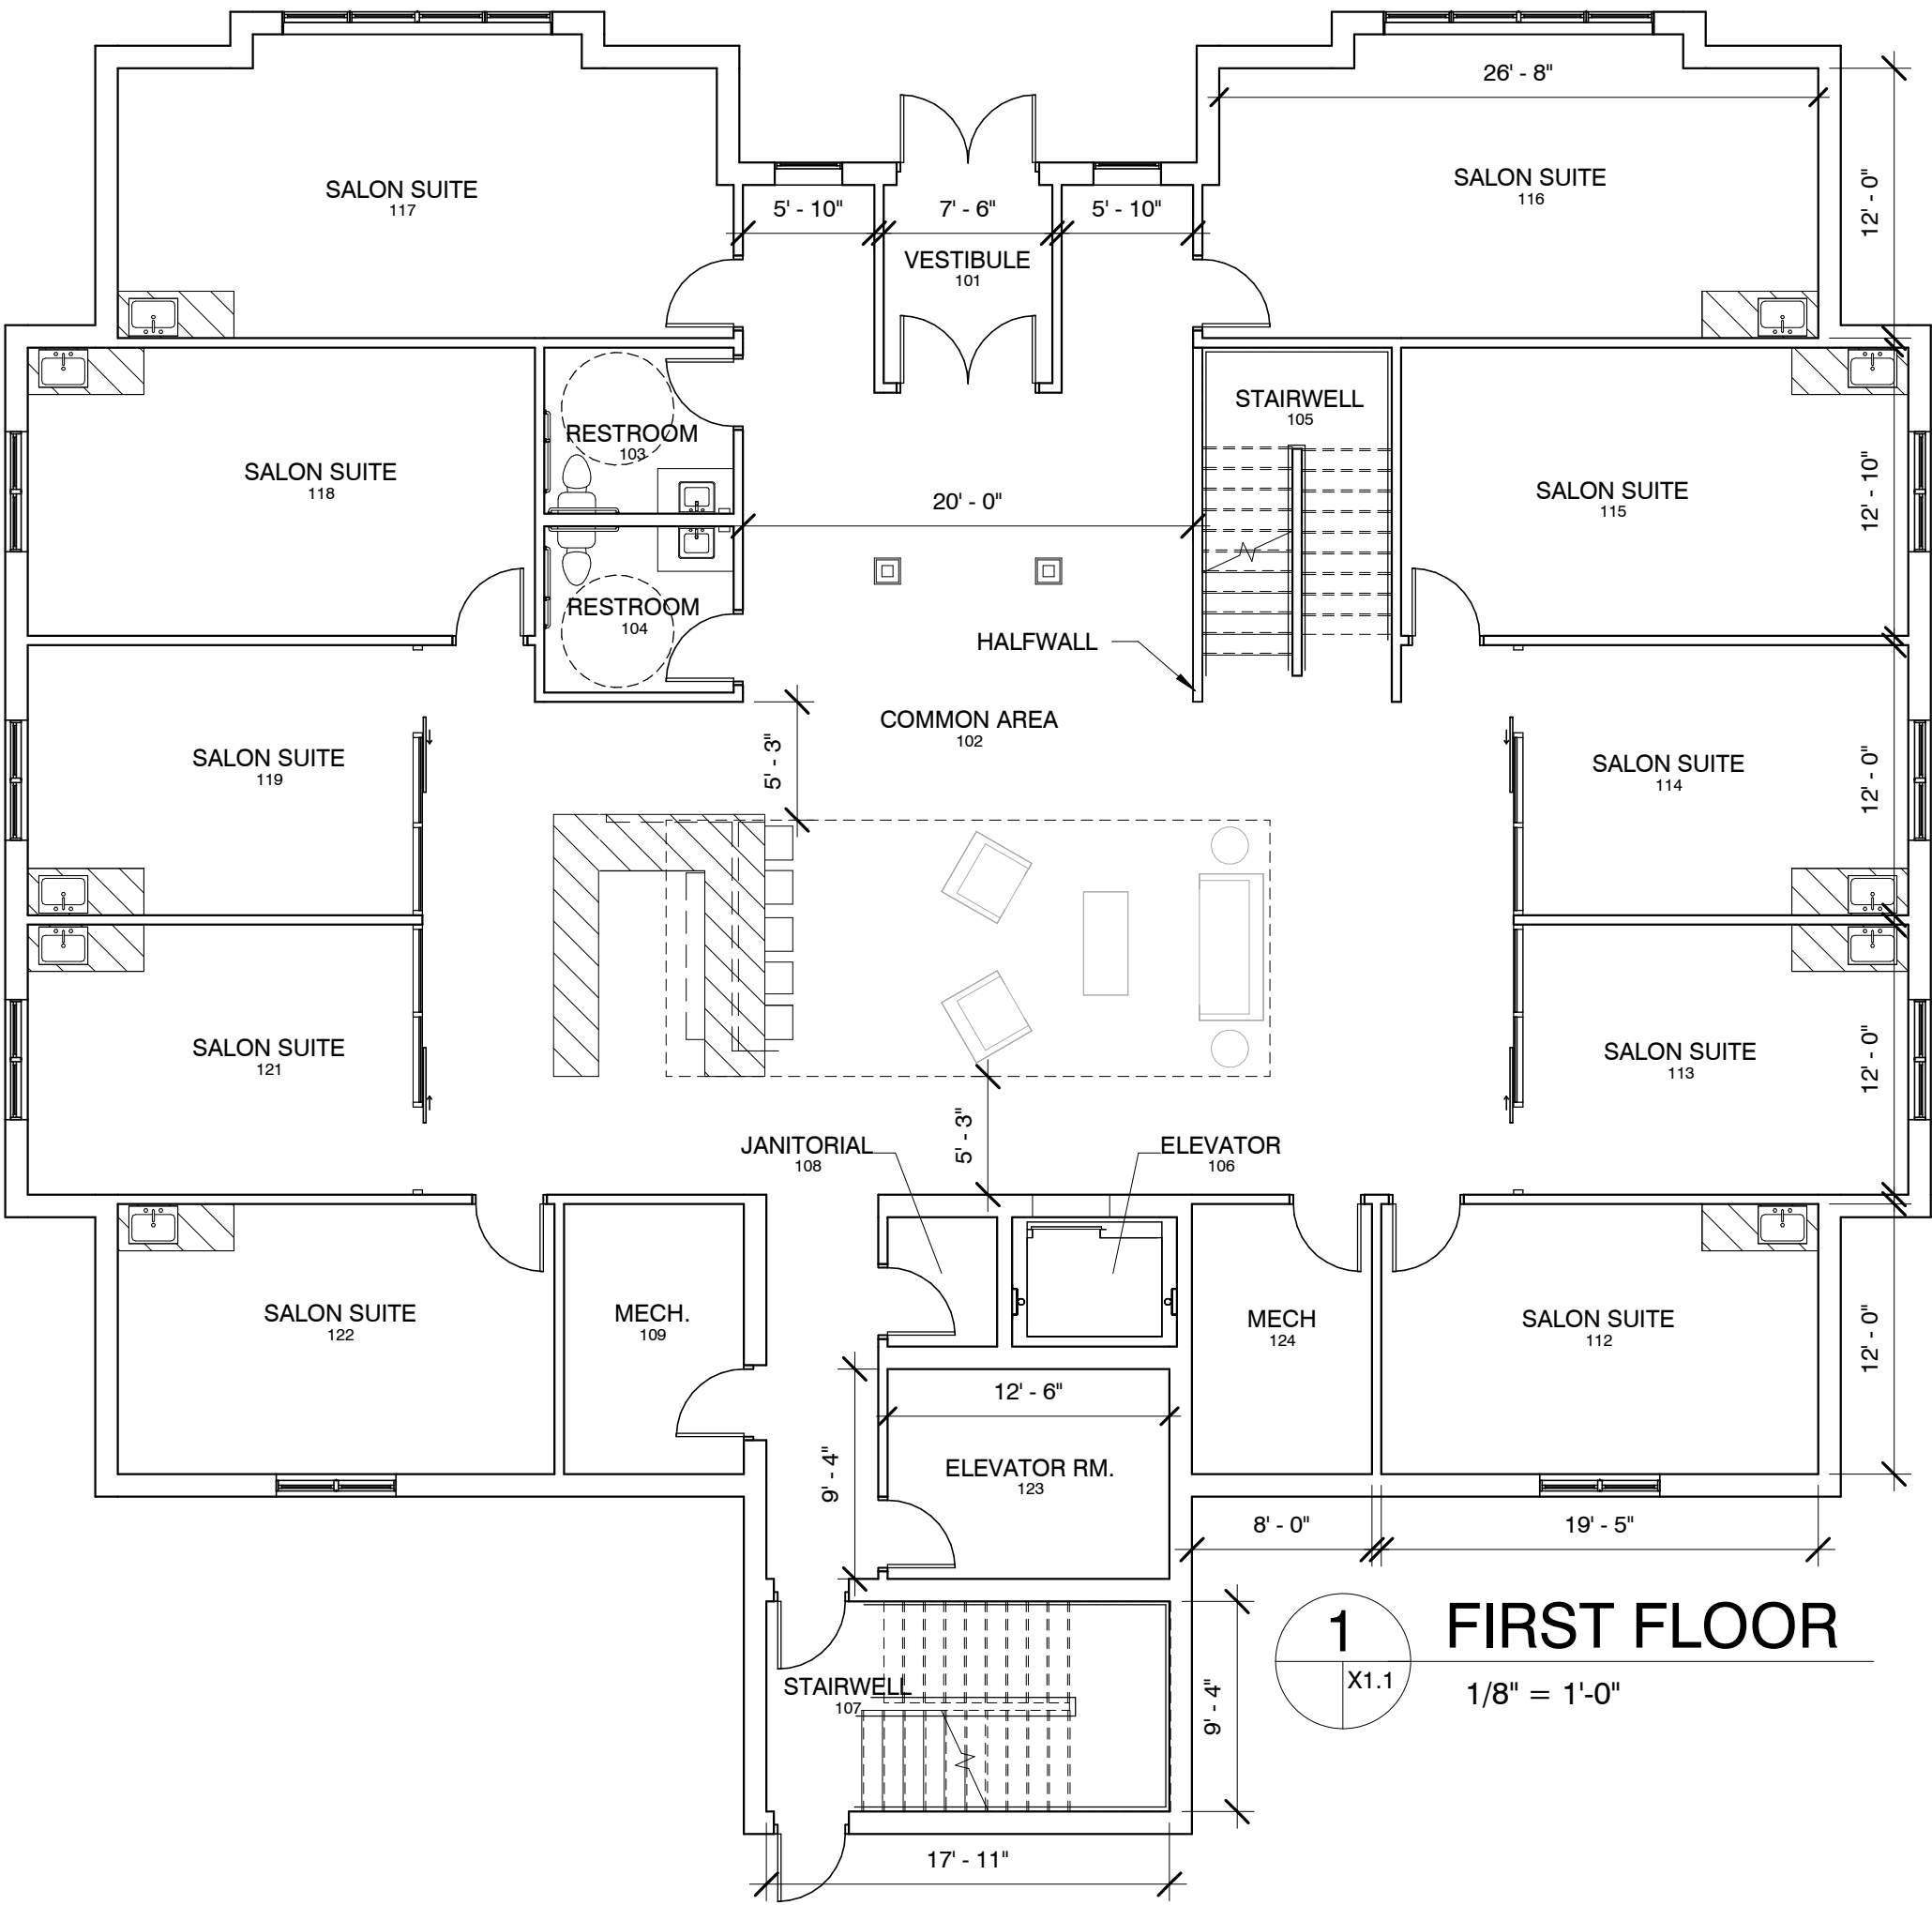 26' - 8"
SALON SUITE
117
SALON SUITE
116
12' - 0"
5' - 10"
7' - 6"
5' - 10"
VESTIBULE
101
STAIRWELL
105
RESTROOM
103
SALON SUITE
118
SALON SUITE
115
12' - 10"
20' - 0"
RESTROOM
104
HALFWALL
COMMON AREA
102
SALON SUITE
119
5' - 3"
SALON SUITE
114
12' - 0"
SALON SUITE
121
SALON SUITE
113
12' - 0"
JANITORIAL
108
5' - 3"
ELEVATOR
106
SALON SUITE
122
MECH.
109
MECH
124
SALON SUITE
112
12' - 0"
12' - 6"
9' - 4"
ELEVATOR RM.
123
8' - 0"
19' - 5"
1
X1.1
FIRST FLOOR
1/8" = 1'-0"
STAIRWELL
107
9' - 4"
17' - 11"